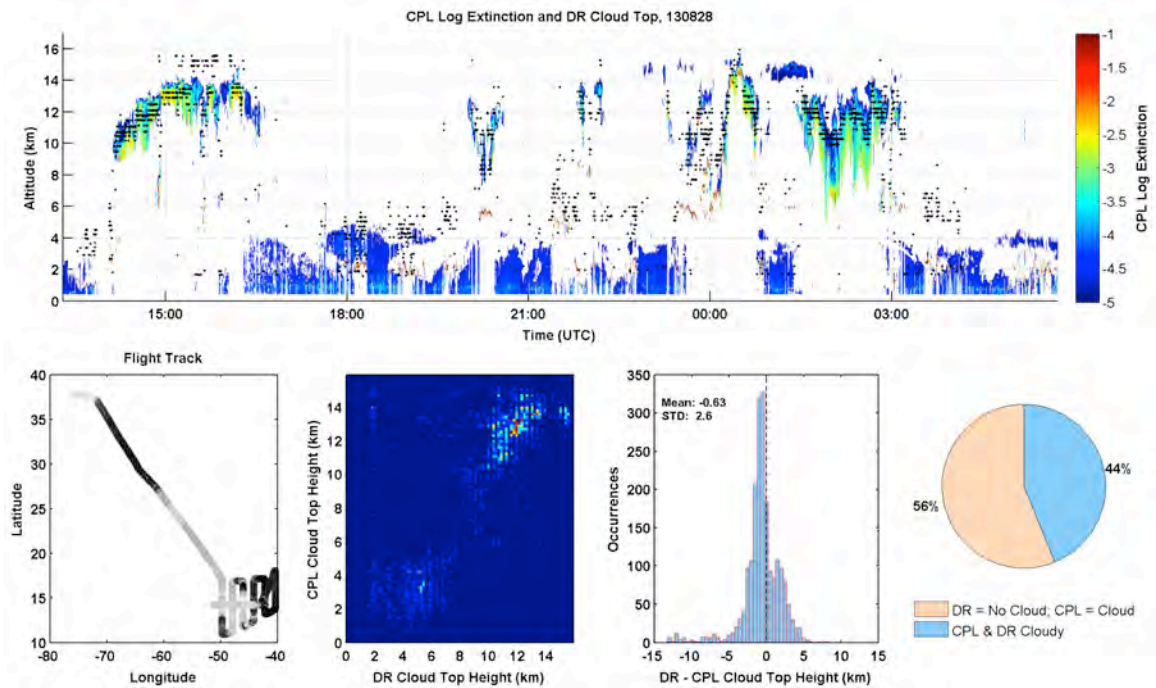 CPL Log Extinction and DR Cloud Top, 130828
16
14
12
10
8
6
4
2
0
Altitude (km)
15:00 18:00 21:00 00:00 03:00
Time (UTC)
-1
-1.5
-2
-2.5
-3
-3.5
-4
-4.5
-5
CPL Log Extinction
Flight Track
40
35
30
25
20
15
10
Latitude
-80 -70 -60 -50 -40
Longitude
14
12
10
8
6
4
2
0
CPL Cloud Top Height (km)
0 2 4 6 8 10 12 14
DR Cloud Top Height (km)
350
300
250
200
150
100
50
0
Occurrences
Mean: -0.63
STD: 2.6
-15 -10 -5 0 5 10 15
DR - CPL Cloud Top Height (km)
44%
56%
DR = No Cloud; CPL = Cloud
CPL & DR Cloudy